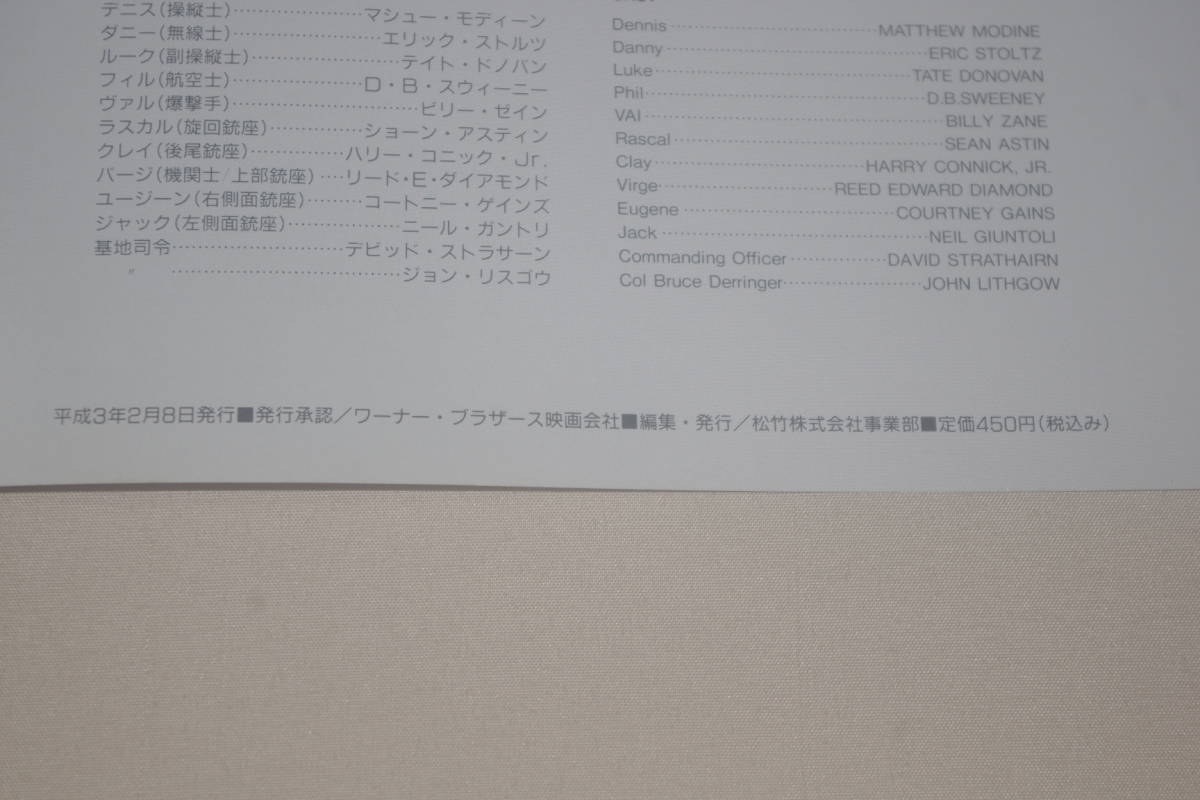 デニス(操縦士)……………マシュー・モディーン
ダニー(無線士)……………エリック・ストルツ
ルーク(副操縦士)……………テイト・ドノバン
フィル(航空士)……………D・B・スウィーニー
ヴァル(爆撃手)……………ビリー・ゼイン
ラスカル(旋回銃座)……………ショーン・アスティン
クレイ(後尾銃座)……………ハリー・コニック・Jr.
バージ(機関士/上部銃座)…リード・E・ダイアモンド
ユージーン(右側面銃座)………コートニー・ゲインズ
ジャック(左側面銃座)……………ニール・ガントリ
基地司令……………デビッド・ストラサーン
〃 ……………ジョン・リスゴウ
Dennis……………MATTHEW MODINE
Danny……………ERIC STOLTZ
Luke……………TATE DONOVAN
Phil……………D.B.SWEENEY
VAl……………BILLY ZANE
Rascal……………SEAN ASTIN
Clay……………HARRY CONNICK, JR.
Virge……………REED EDWARD DIAMOND
Eugene……………COURTNEY GAINS
Jack……………NEIL GIUNTOLI
Commanding Officer……………DAVID STRATHAIRN
Col Bruce Derringer……………JOHN LITHGOW
平成3年2月8日発行■発行承認/ワーナー・ブラザース映画会社■編集・発行/松竹株式会社事業部■定価450円(税込み)